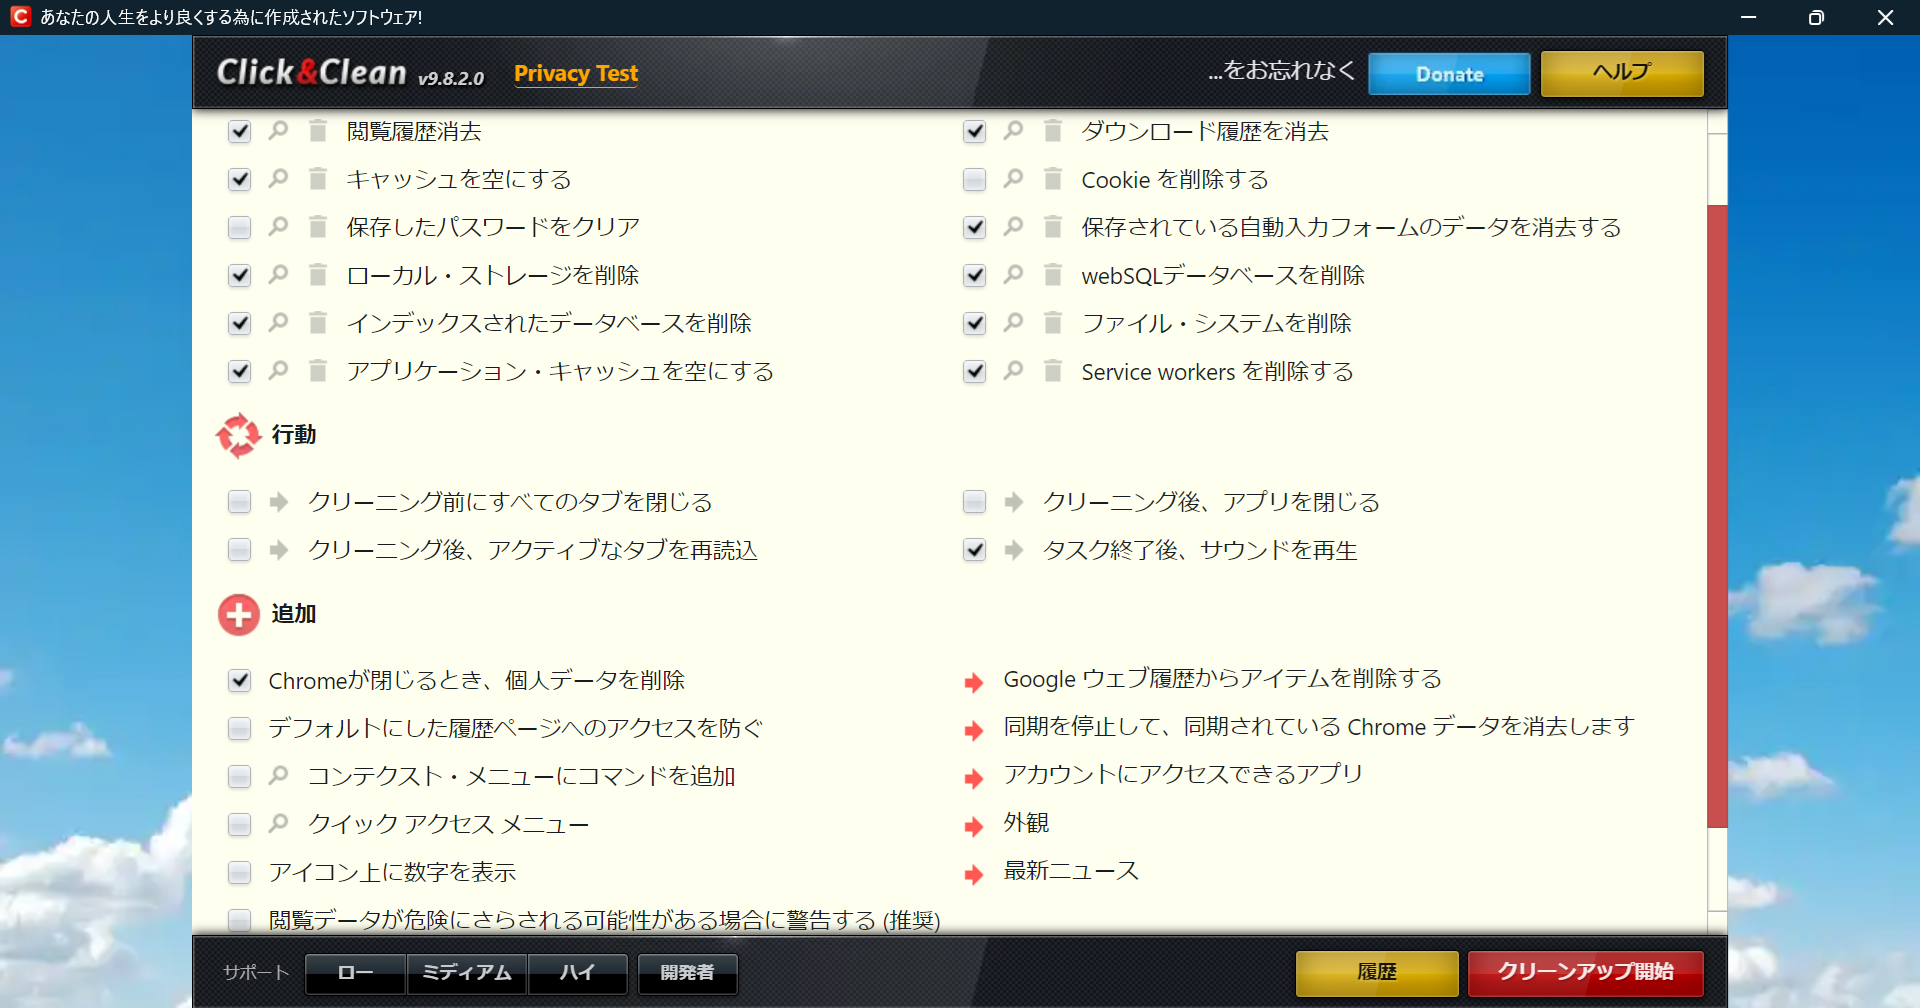 あなたの人生をより良くする為に作成されたソフトウェア!
Click&Clean v9.8.2.0 Privacy Test ...をお忘れなく Donate ヘルプ
閲覧履歴消去 ダウンロード履歴を消去
キャッシュを空にする Cookie を削除する
保存したパスワードをクリア 保存されている自動入力フォームのデータを消去する
ローカル・ストレージを削除 webSQLデータベースを削除
インデックスされたデータベースを削除 ファイル・システムを削除
アプリケーション・キャッシュを空にする Service workers を削除する
行動
クリーニング前にすべてのタブを閉じる クリーニング後、アプリを閉じる
クリーニング後、アクティブなタブを再読込 タスク終了後、サウンドを再生
追加
Chromeが閉じるとき、個人データを削除 Google ウェブ履歴からアイテムを削除する
デフォルトにした履歴ページへのアクセスを防ぐ 同期を停止して、同期されている Chrome データを消去します
コンテクスト・メニューにコマンドを追加 アカウントにアクセスできるアプリ
クイック アクセス メニュー 外観
アイコン上に数字を表示 最新ニュース
閲覧データが危険にさらされる可能性がある場合に警告する (推奨)
サポート ロー ミディアム ハイ 開発者 履歴 クリーンアップ開始